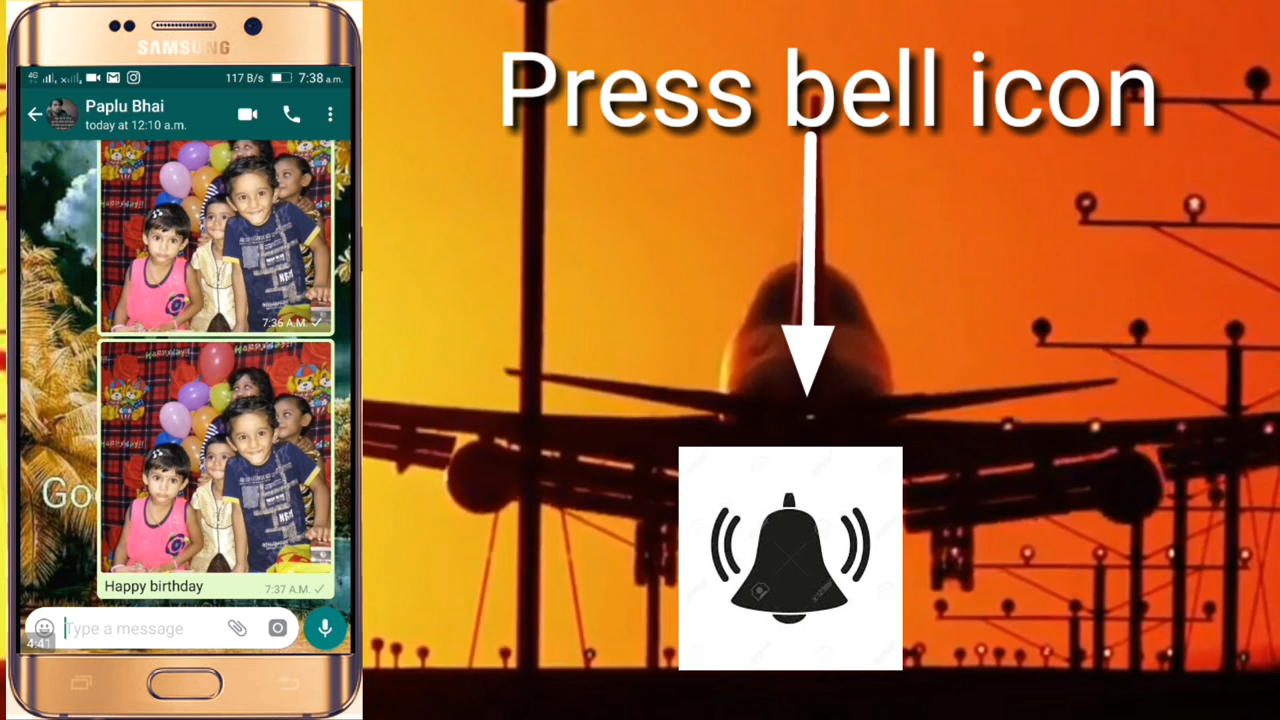 SAMSUNG
4G 117 B/s 7:38 a.m.
Paplu Bhai
today at 12:10 a.m.
7:36 A.M.
Happy birthday
7:37 A.M.
Type a message
4:41
Press bell icon